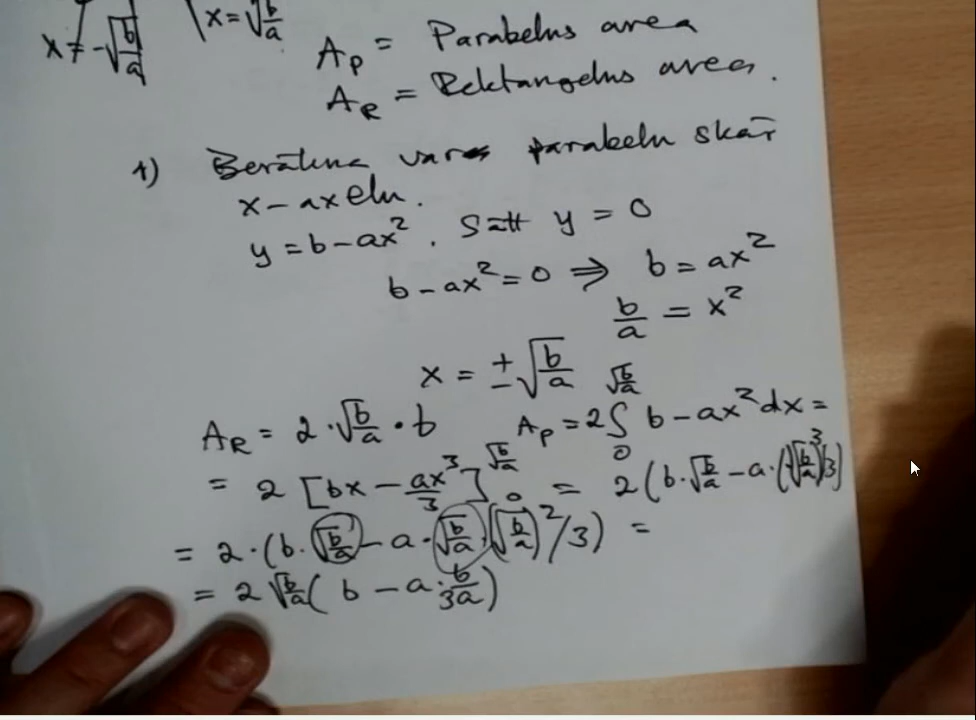 x = -√(b/a)
x = √(b/a)
A_P = Parabelns area
A_R = Rektangelns area.
1) Beräkna var parabeln skär
x-axeln.
y = b - ax². Sätt y = 0
b - ax² = 0 ⇒ b = ax²
b/a = x²
x = ±√(b/a)
A_R = 2·√(b/a)·b A_P = 2∫₀^√(b/a) b - ax² dx =
= 2 [bx - ax³/3]₀^√(b/a) = 2(b·√(b/a) - a·(√(b/a))³/3)
= 2·(b·√(b/a) - a·√(b/a)·(√(b/a))²/3) =
= 2√(b/a)(b - a·b/3a)